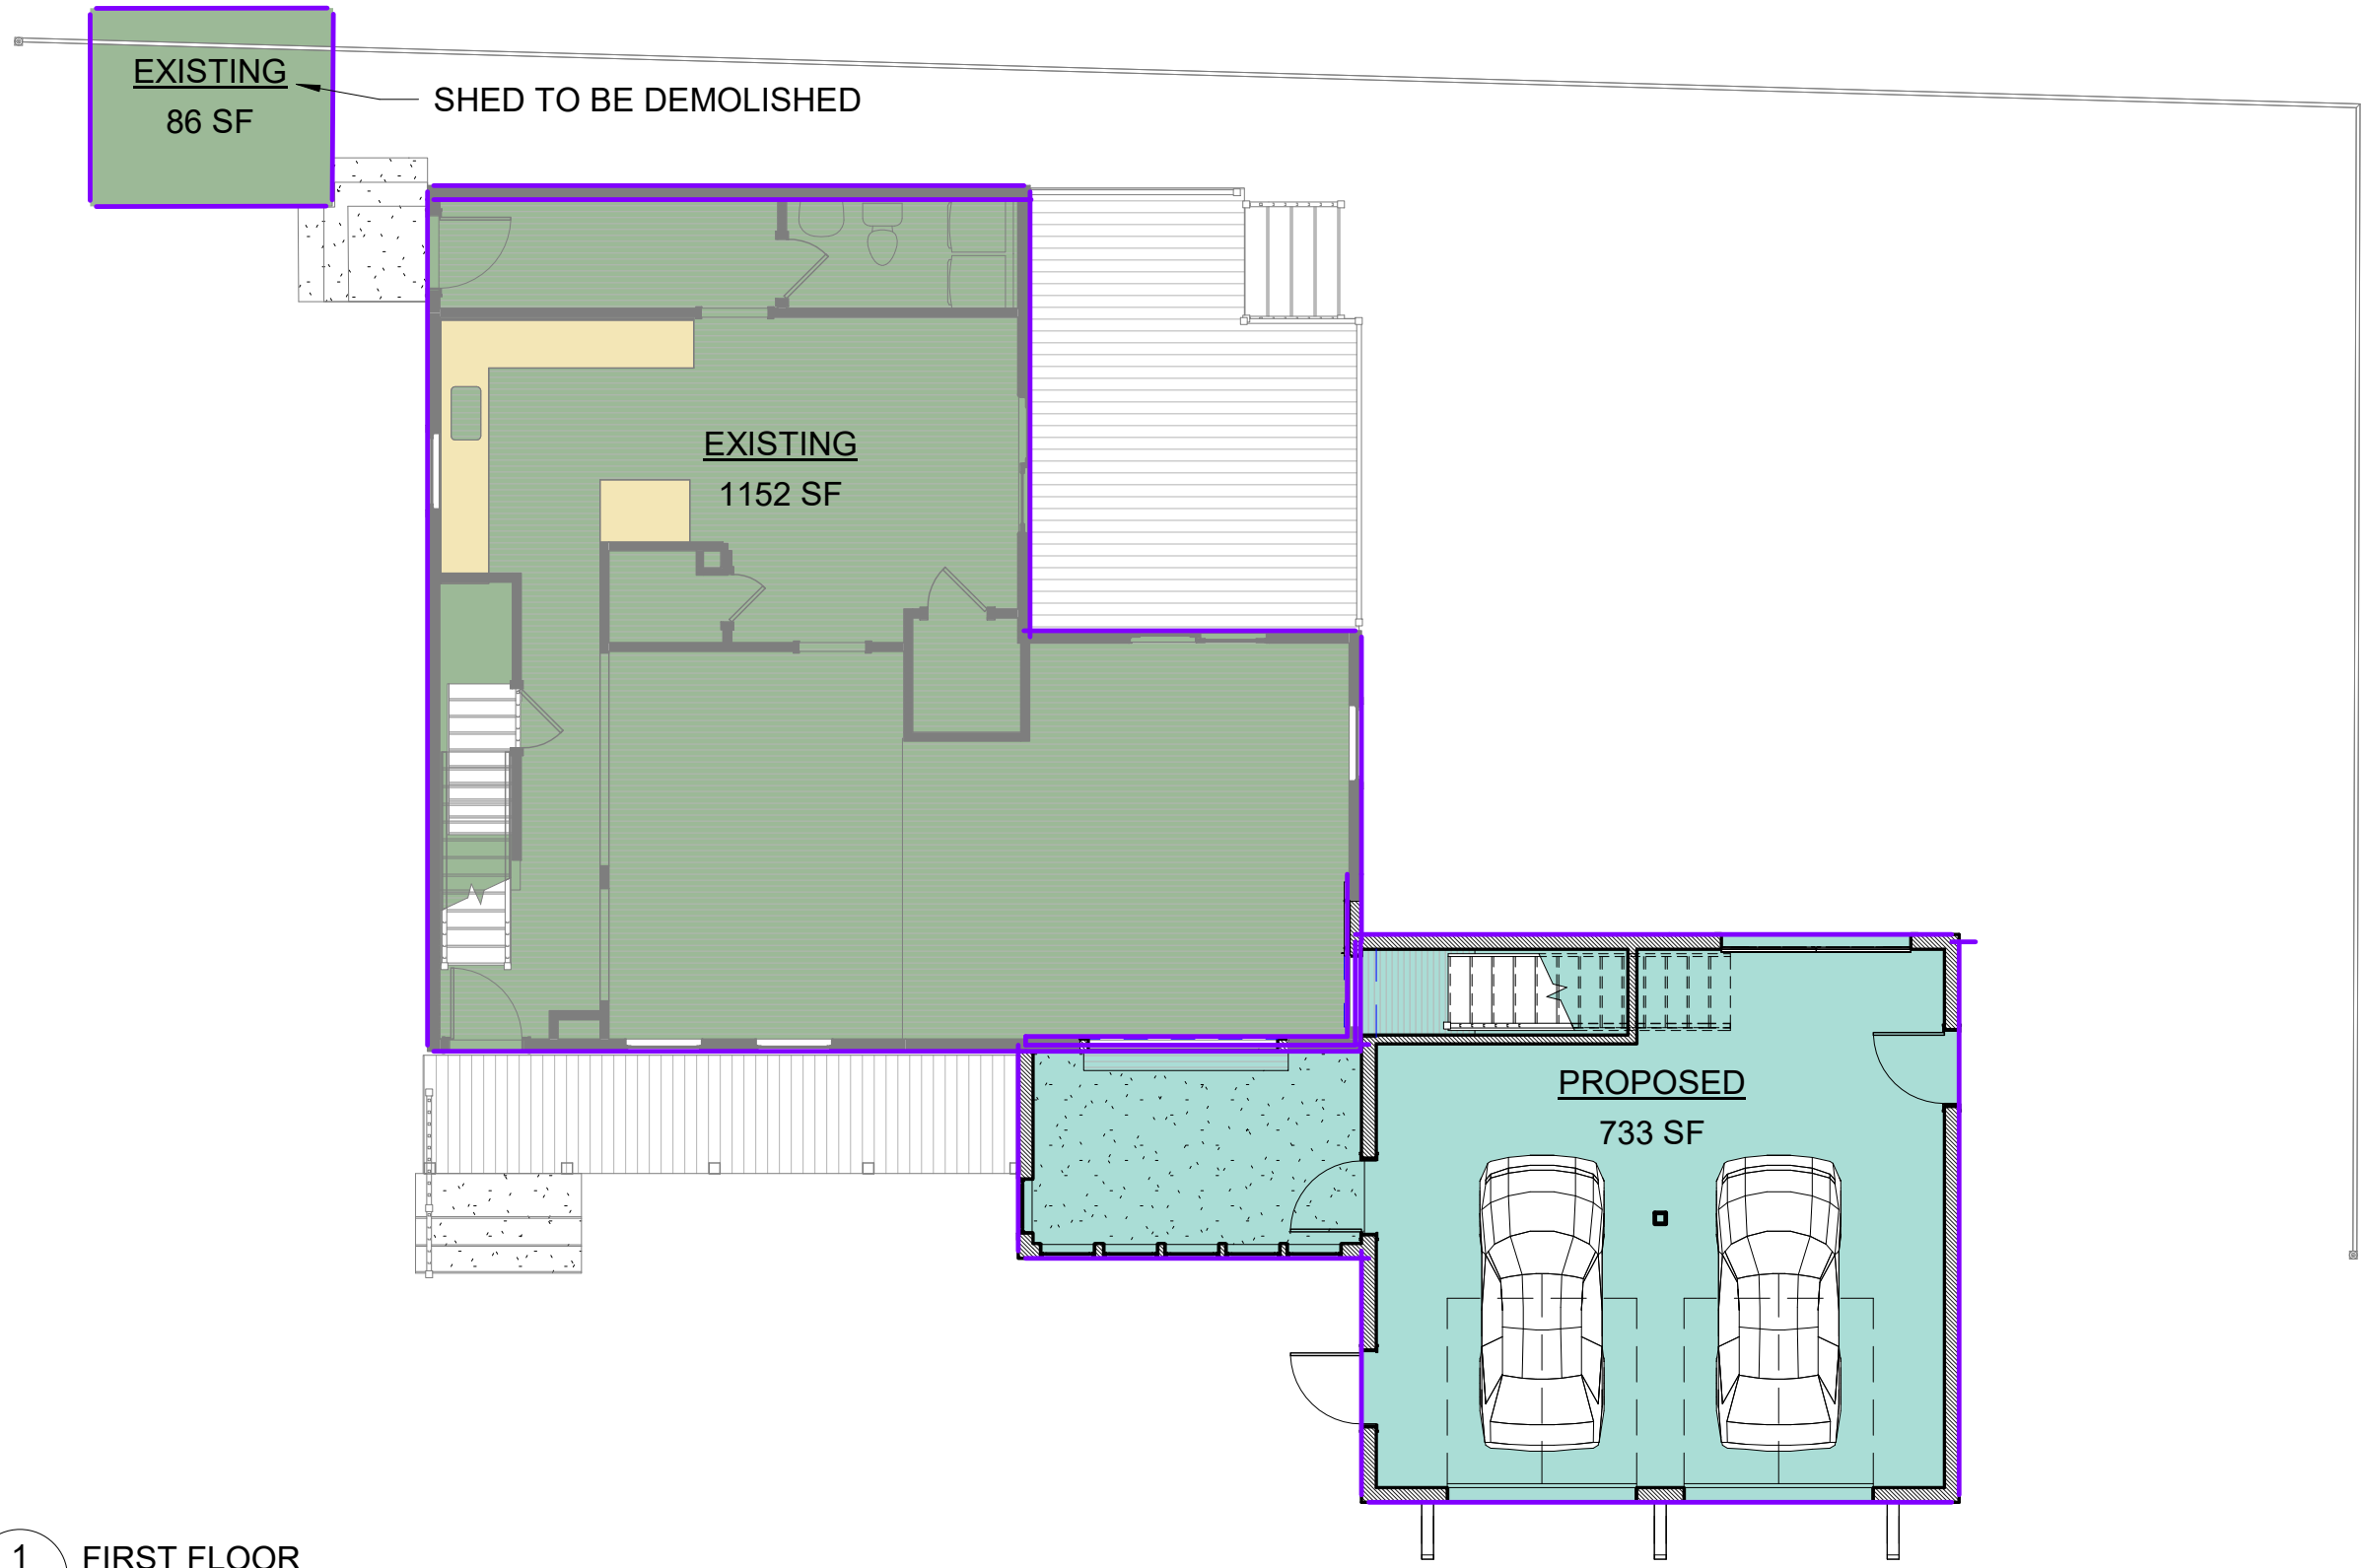 EXISTING
86 SF
SHED TO BE DEMOLISHED
EXISTING
1152 SF
PROPOSED
733 SF
1 FIRST FLOOR